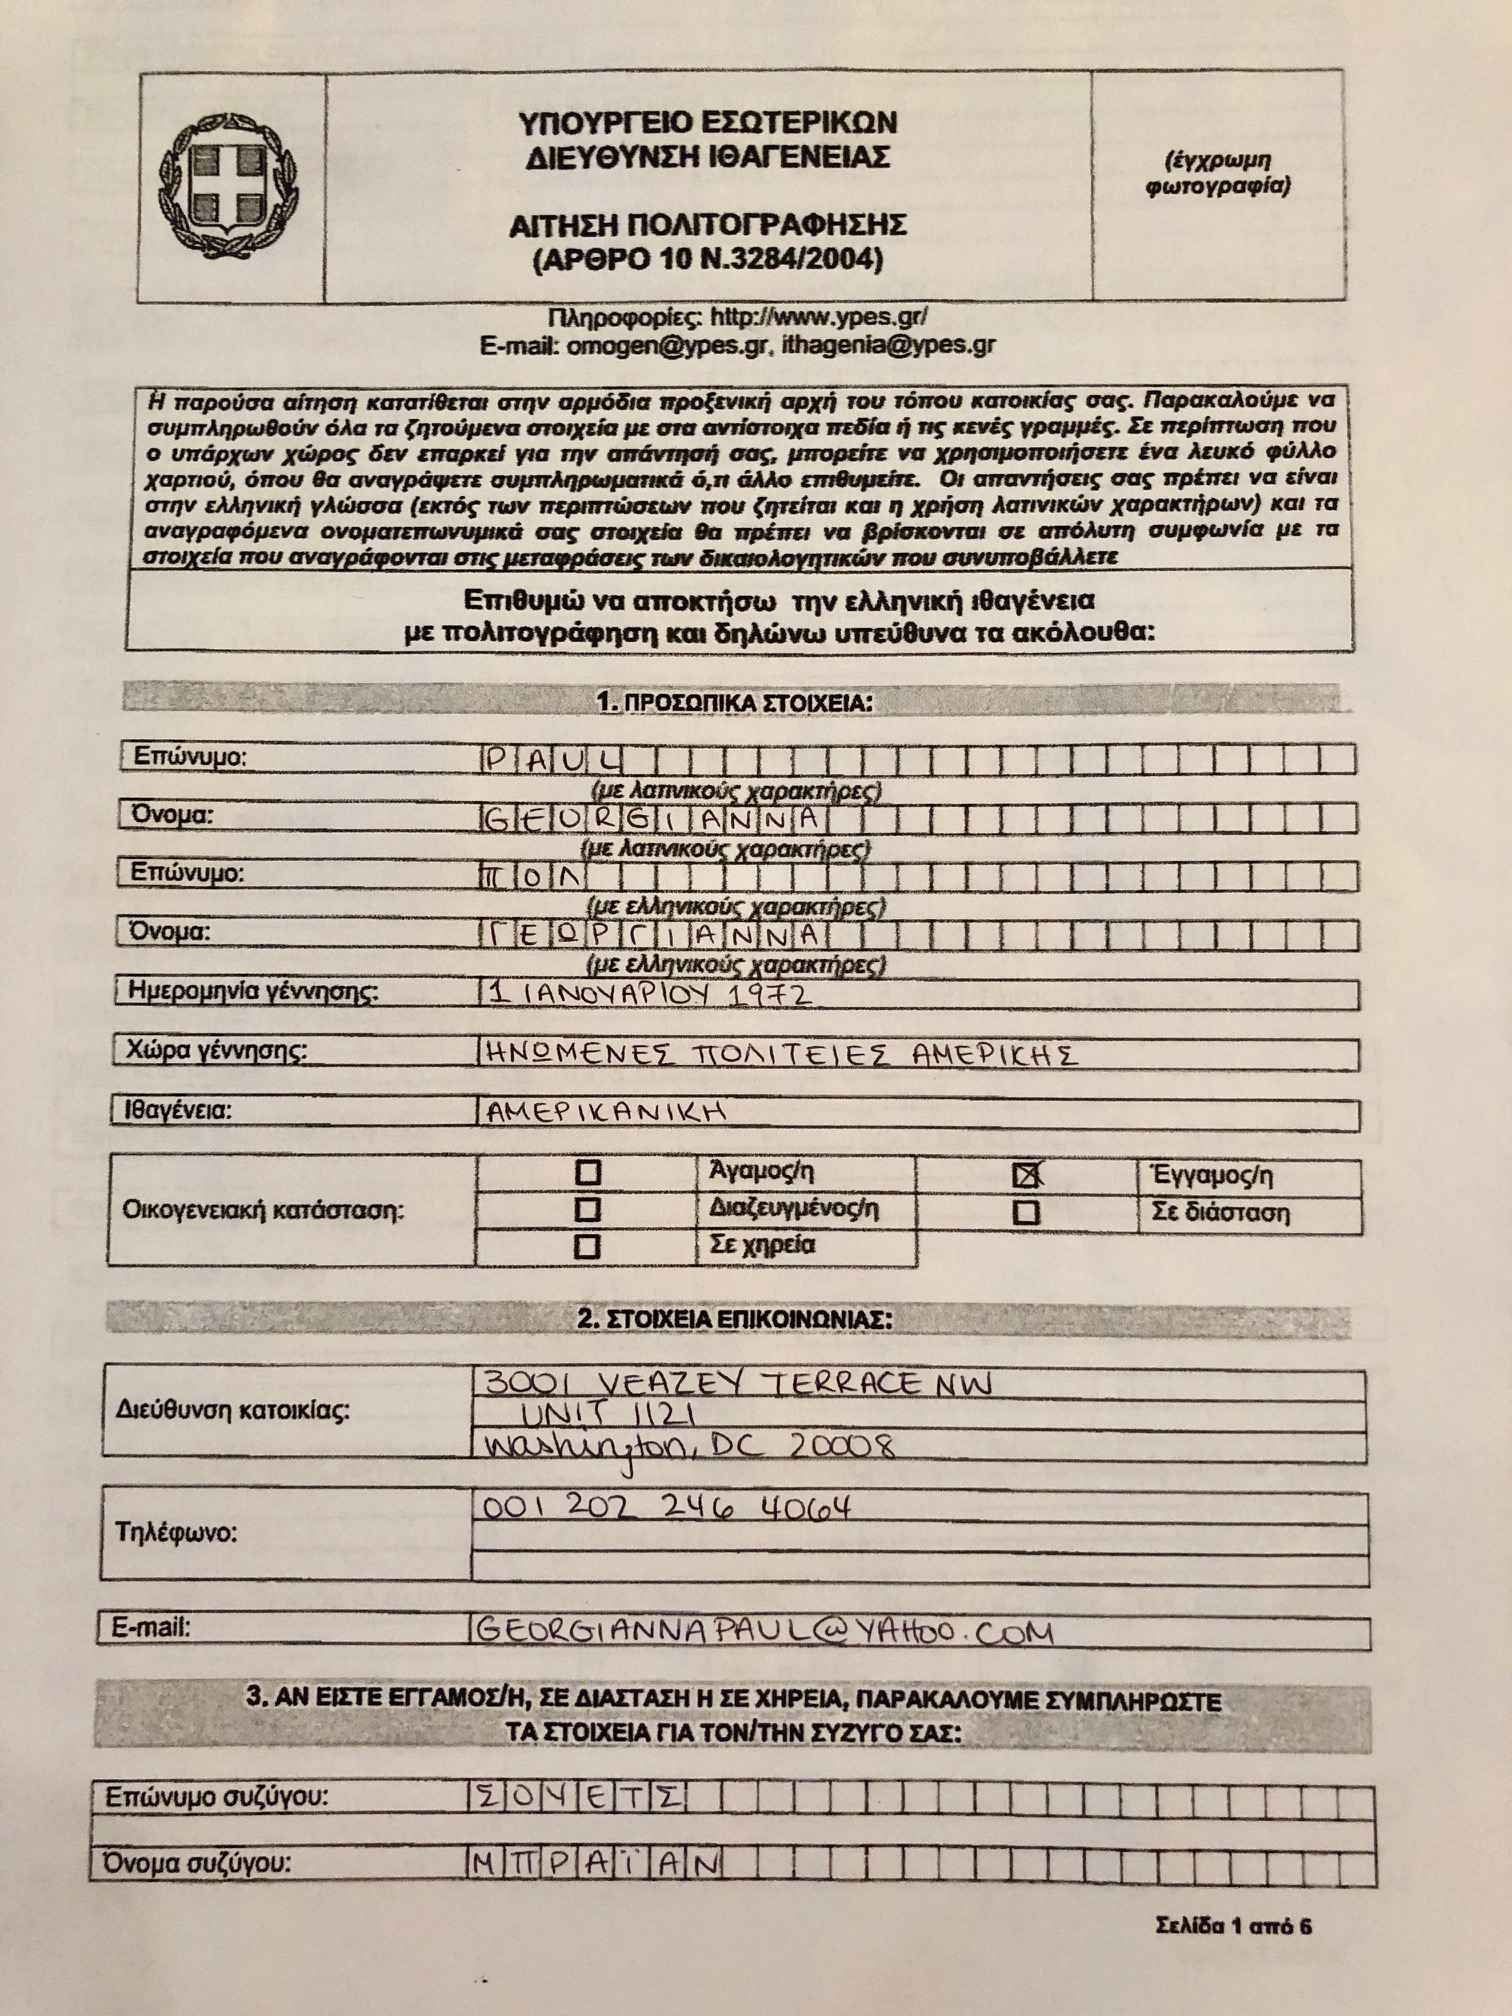 ΥΠΟΥΡΓΕΙΟ ΕΣΩΤΕΡΙΚΩΝ
ΔΙΕΥΘΥΝΣΗ ΙΘΑΓΕΝΕΙΑΣ
ΑΙΤΗΣΗ ΠΟΛΙΤΟΓΡΑΦΗΣΗΣ
(ΑΡΘΡΟ 10 Ν.3284/2004)
(έγχρωμη
φωτογραφία)
Πληροφορίες: http://www.ypes.gr/
E-mail: omogen@ypes.gr, ithagenia@ypes.gr
Η παρούσα αίτηση κατατίθεται στην αρμόδια προξενική αρχή του τόπου κατοικίας σας. Παρακαλούμε να
συμπληρωθούν όλα τα ζητούμενα στοιχεία με στα αντίστοιχα πεδία ή τις κενές γραμμές. Σε περίπτωση που
ο υπάρχων χώρος δεν επαρκεί για την απάντησή σας, μπορείτε να χρησιμοποιήσετε ένα λευκό φύλλο
χαρτιού, όπου θα αναγράψετε συμπληρωματικά ό,τι άλλο επιθυμείτε. Οι απαντήσεις σας πρέπει να είναι
στην ελληνική γλώσσα (εκτός των περιπτώσεων που ζητείται και η χρήση λατινικών χαρακτήρων) και τα
αναγραφόμενα ονοματεπωνυμικά σας στοιχεία θα πρέπει να βρίσκονται σε απόλυτη συμφωνία με τα
στοιχεία που αναγράφονται στις μεταφράσεις των δικαιολογητικών που συνυποβάλλετε
Επιθυμώ να αποκτήσω την ελληνική ιθαγένεια
με πολιτογράφηση και δηλώνω υπεύθυνα τα ακόλουθα:
1. ΠΡΟΣΩΠΙΚΑ ΣΤΟΙΧΕΙΑ:
Επώνυμο: PAUL
(με λατινικούς χαρακτήρες)
Όνομα: GEORGIANNA
(με λατινικούς χαρακτήρες)
Επώνυμο: ΠΟΛ
(με ελληνικούς χαρακτήρες)
Όνομα: ΓΕΩΡΓΙΑΝΝΑ
(με ελληνικούς χαρακτήρες)
Ημερομηνία γέννησης: 1 ΙΑΝΟΥΑΡΙΟΥ 1972
Χώρα γέννησης: ΗΝΩΜΕΝΕΣ ΠΟΛΙΤΕΙΕΣ ΑΜΕΡΙΚΗΣ
Ιθαγένεια: ΑΜΕΡΙΚΑΝΙΚΗ
Οικογενειακή κατάσταση:
Άγαμος/η Έγγαμος/η
Διαζευγμένος/η Σε διάσταση
Σε χηρεία
2. ΣΤΟΙΧΕΙΑ ΕΠΙΚΟΙΝΩΝΙΑΣ:
Διεύθυνση κατοικίας:
3001 VEAZEY TERRACE NW
UNIT 1121
Washington, DC 20008
Τηλέφωνο:
001 202 246 4064
E-mail: GEORGIANNAPAUL@YAHOO.COM
3. ΑΝ ΕΙΣΤΕ ΕΓΓΑΜΟΣ/Η, ΣΕ ΔΙΑΣΤΑΣΗ Η ΣΕ ΧΗΡΕΙΑ, ΠΑΡΑΚΑΛΟΥΜΕ ΣΥΜΠΛΗΡΩΣΤΕ
ΤΑ ΣΤΟΙΧΕΙΑ ΓΙΑ ΤΟΝ/ΤΗΝ ΣΥΖΥΓΟ ΣΑΣ:
Επώνυμο συζύγου: ΣΟΥΕΤΣ
Όνομα συζύγου: ΜΠΡΑΪΑΝ
Σελίδα 1 από 6